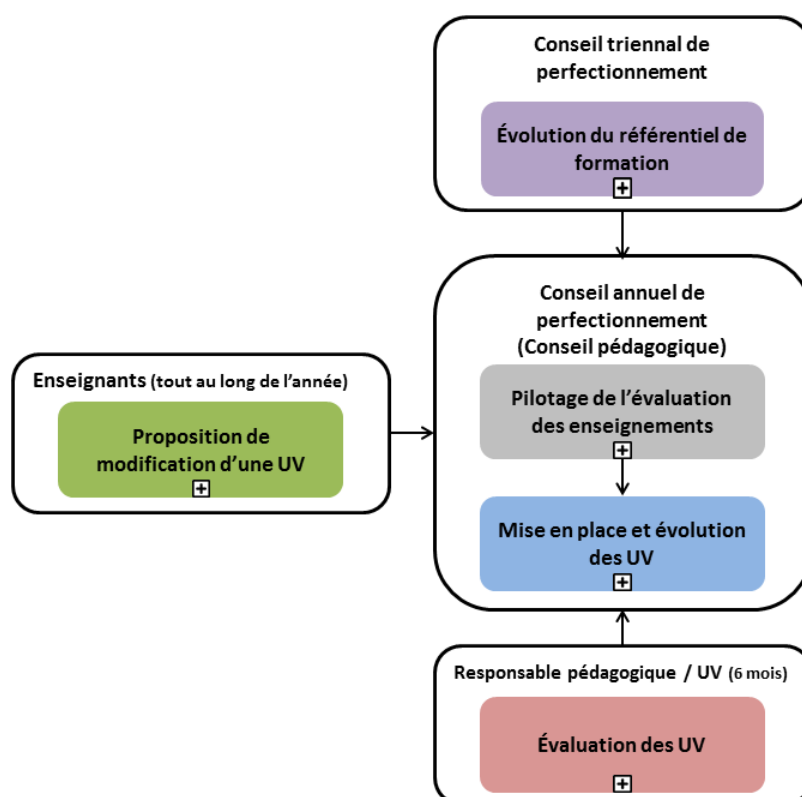 Conseil triennal de
perfectionnement
Évolution du référentiel de
formation
Conseil annuel de
perfectionnement
(Conseil pédagogique)
Enseignants (tout au long de l'année)
Proposition de
modification d'une UV
Pilotage de l'évaluation
des enseignements
Mise en place et évolution
des UV
Responsable pédagogique / UV (6 mois)
Évaluation des UV